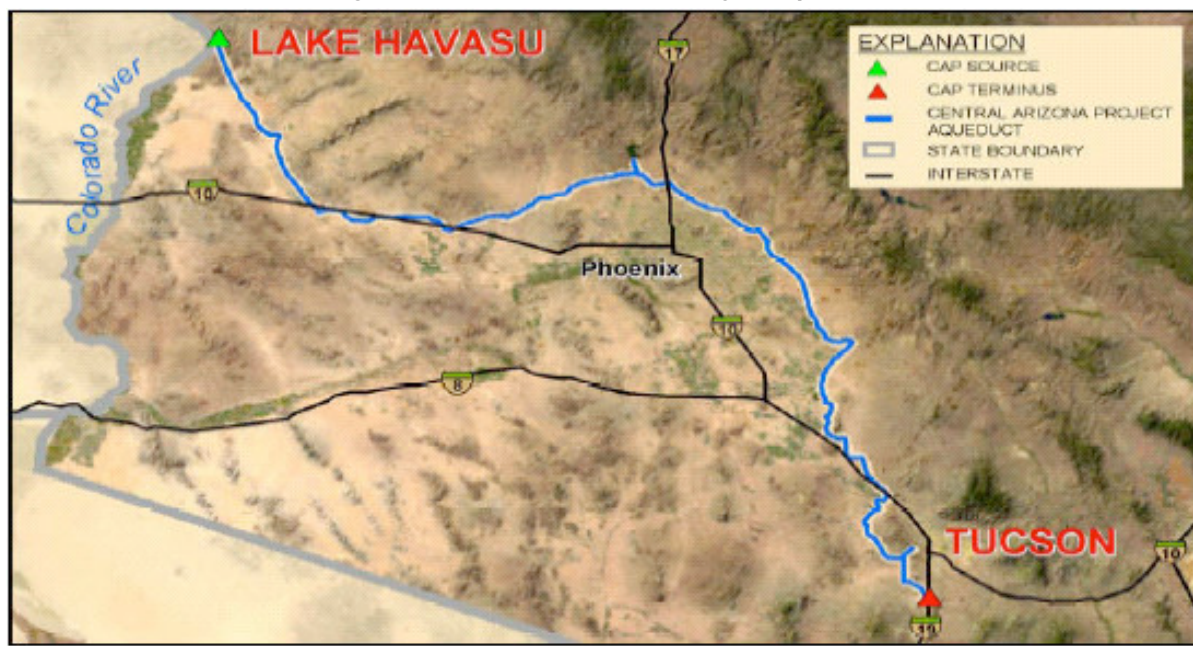 LAKE HAVASU
17
EXPLANATION
CAP SOURCE
CAP TERMINUS
CENTRAL ARIZONA PROJECT
AQUEDUCT
STATE BOUNDARY
INTERSTATE
Colorado River
10
Phoenix
10
8
TUCSON
10
19